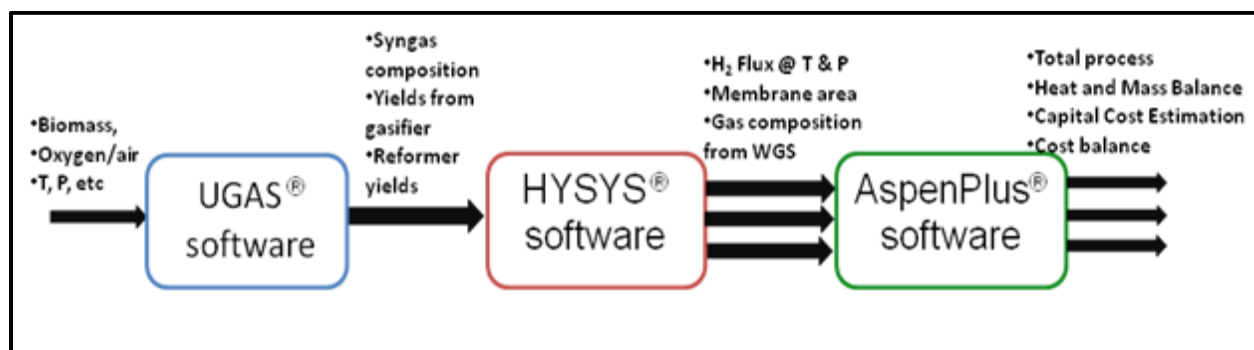 •Biomass,
•Oxygen/air
•T, P, etc
UGAS®
software
•Syngas
composition
•Yields from
gasifier
•Reformer
yields
HYSYS®
software
•H₂ Flux @ T & P
•Membrane area
•Gas composition
from WGS
AspenPlus®
software
•Total process
•Heat and Mass Balance
•Capital Cost Estimation
•Cost balance